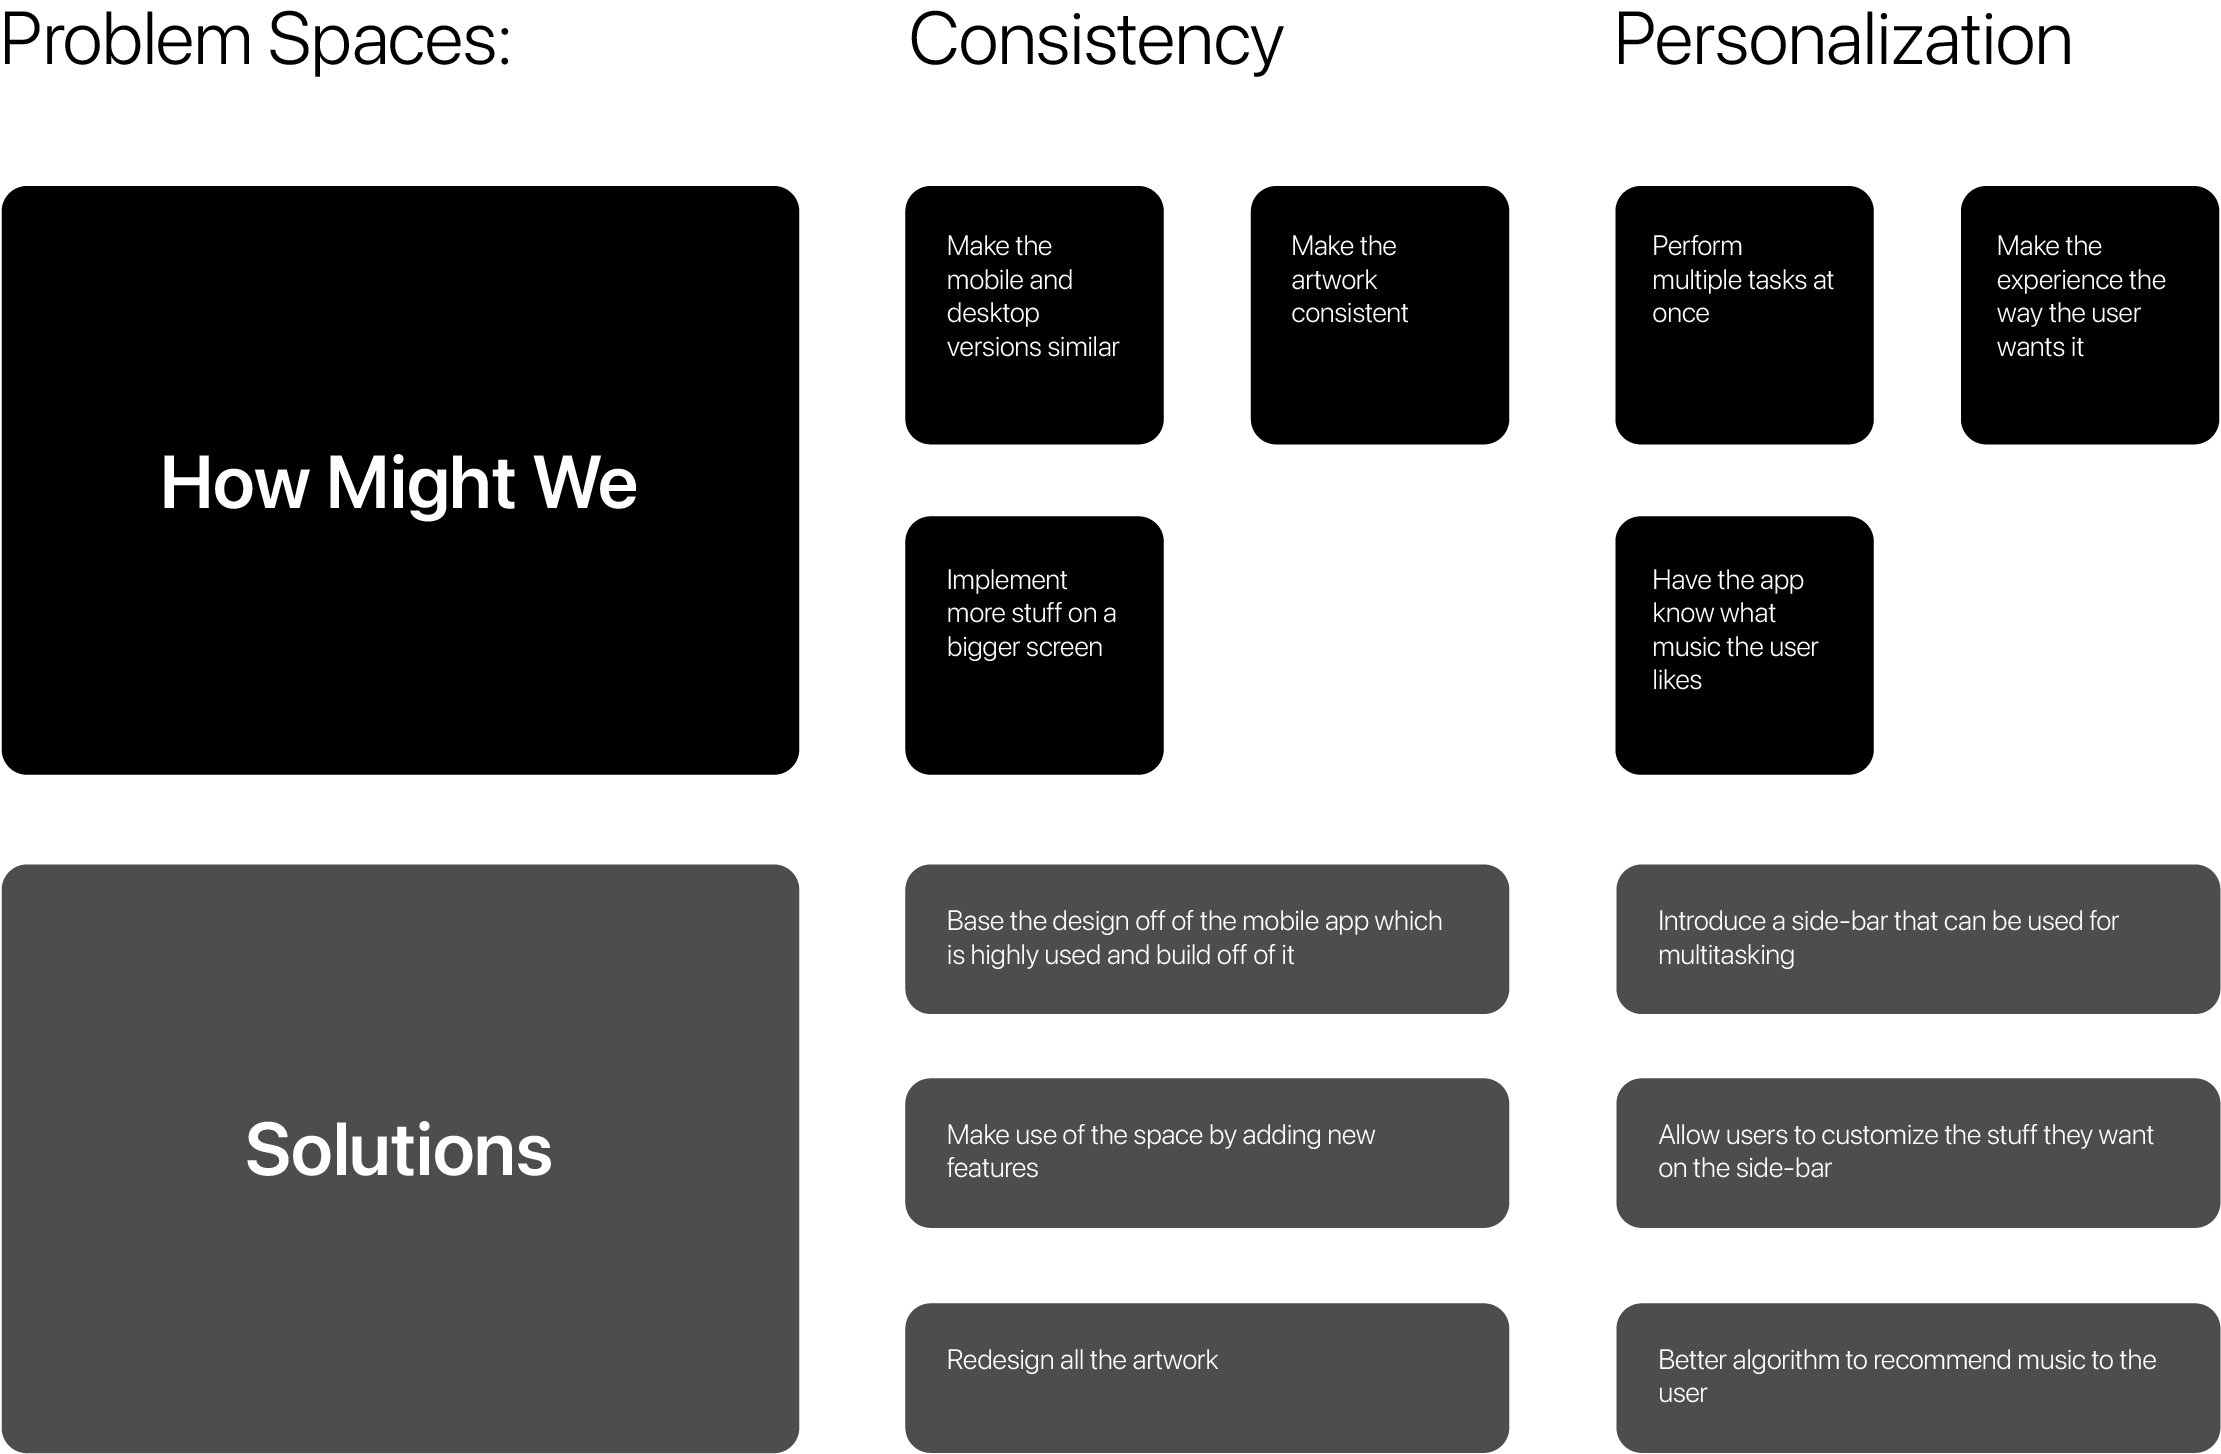 Problem Spaces:
Consistency
Personalization
How Might We
Make the
mobile and
desktop
versions similar
Make the
artwork
consistent
Implement
more stuff on a
bigger screen
Perform
multiple tasks at
once
Make the
experience the
way the user
wants it
Have the app
know what
music the user
likes
Solutions
Base the design off of the mobile app which
is highly used and build off of it
Make use of the space by adding new
features
Redesign all the artwork
Introduce a side-bar that can be used for
multitasking
Allow users to customize the stuff they want
on the side-bar
Better algorithm to recommend music to the
user